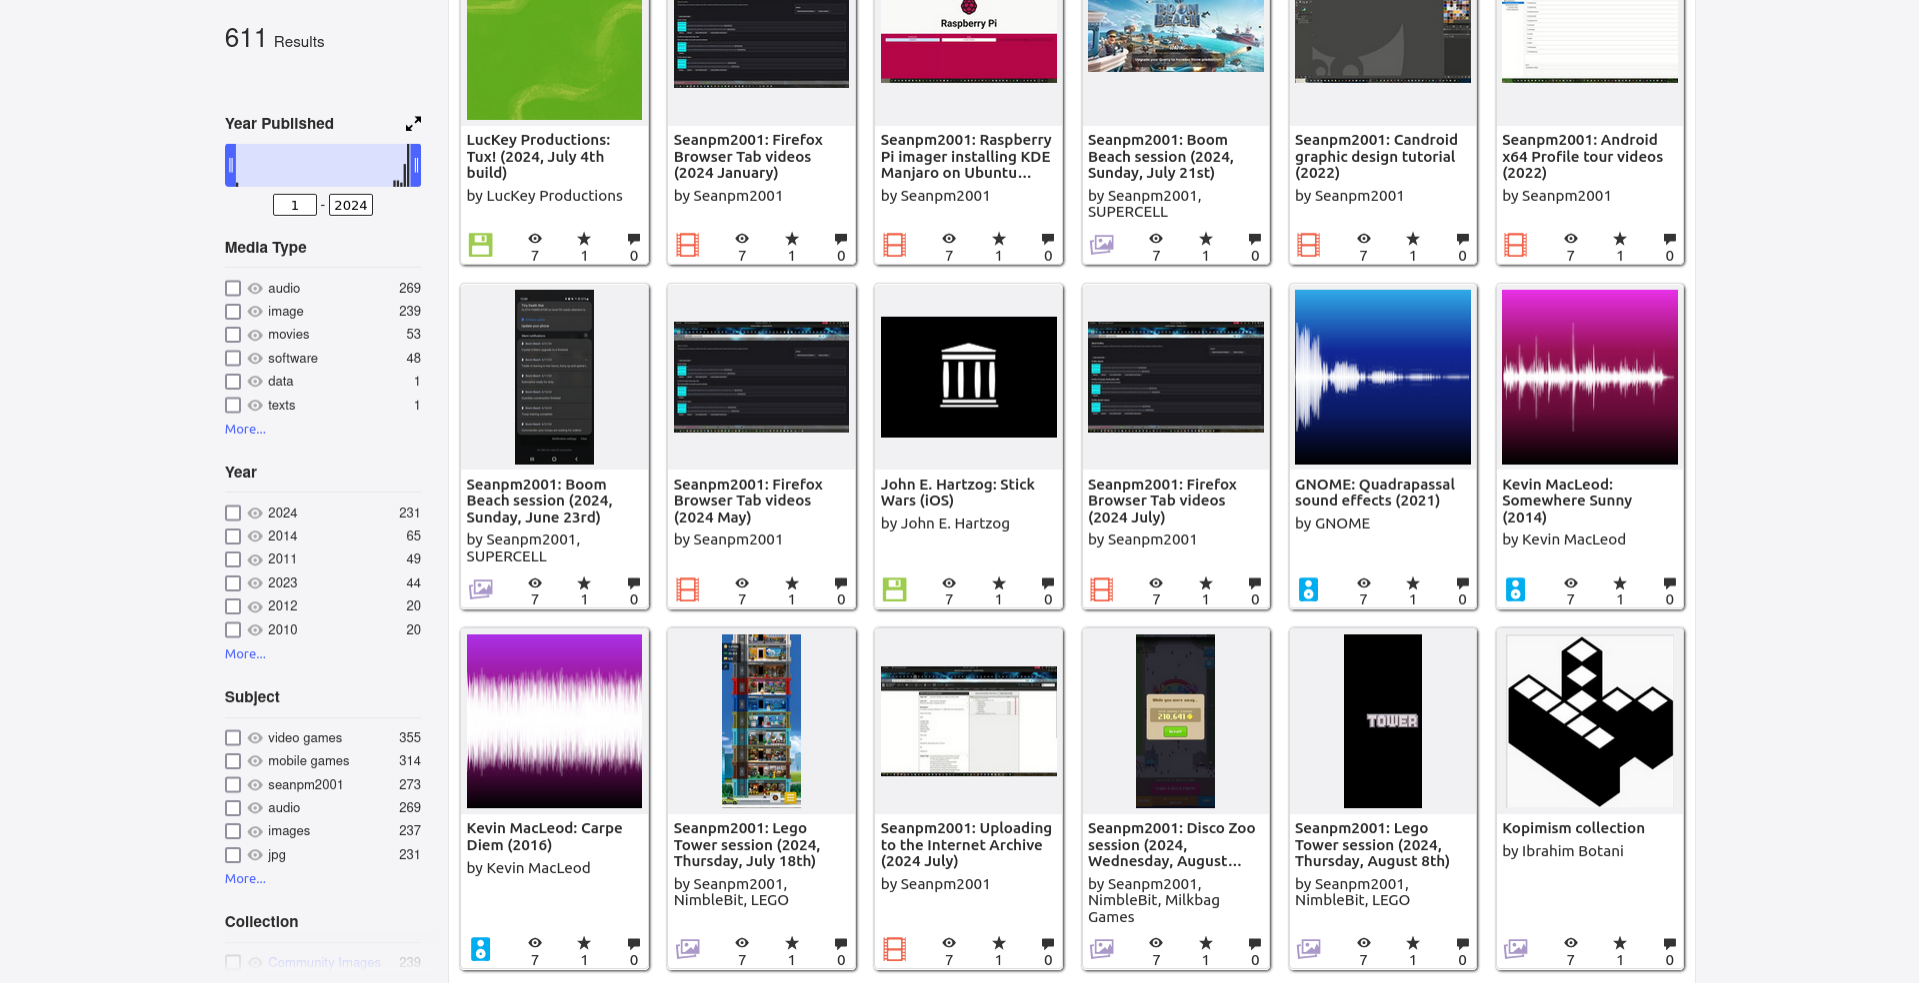 611 Results
Year Published
1 - 2024
Media Type
audio 269
image 239
movies 53
software 48
data 1
texts 1
More...
Year
2024 231
2014 65
2011 49
2023 44
2012 20
2010 20
More...
Subject
video games 355
mobile games 314
seanpm2001 273
audio 269
images 237
jpg 231
More...
Collection
Community Images 239
LucKey Productions:
Tux! (2024, July 4th
build)
by LucKey Productions
7 1 0
Seanpm2001: Firefox
Browser Tab videos
(2024 January)
by Seanpm2001
7 1 0
Raspberry Pi
Seanpm2001: Raspberry
Pi imager installing KDE
Manjaro on Ubuntu...
by Seanpm2001
7 1 0
BOOM
BEACH
Seanpm2001: Boom
Beach session (2024,
Sunday, July 21st)
by Seanpm2001,
SUPERCELL
7 1 0
Seanpm2001: Candroid
graphic design tutorial
(2022)
by Seanpm2001
7 1 0
Seanpm2001: Android
x64 Profile tour videos
(2022)
by Seanpm2001
7 1 0
Seanpm2001: Boom
Beach session (2024,
Sunday, June 23rd)
by Seanpm2001,
SUPERCELL
7 1 0
Seanpm2001: Firefox
Browser Tab videos
(2024 May)
by Seanpm2001
7 1 0
John E. Hartzog: Stick
Wars (iOS)
by John E. Hartzog
7 1 0
Seanpm2001: Firefox
Browser Tab videos
(2024 July)
by Seanpm2001
7 1 0
GNOME: Quadrapassal
sound effects (2021)
by GNOME
7 1 0
Kevin MacLeod:
Somewhere Sunny
(2014)
by Kevin MacLeod
7 1 0
Kevin MacLeod: Carpe
Diem (2016)
by Kevin MacLeod
7 1 0
Seanpm2001: Lego
Tower session (2024,
Thursday, July 18th)
by Seanpm2001,
NimbleBit, LEGO
7 1 0
Seanpm2001: Uploading
to the Internet Archive
(2024 July)
by Seanpm2001
7 1 0
While you were away...
210,641
Seanpm2001: Disco Zoo
session (2024,
Wednesday, August...
by Seanpm2001,
NimbleBit, Milkbag
Games
7 1 0
TOWER
Seanpm2001: Lego
Tower session (2024,
Thursday, August 8th)
by Seanpm2001,
NimbleBit, LEGO
7 1 0
Kopimism collection
by Ibrahim Botani
7 1 0